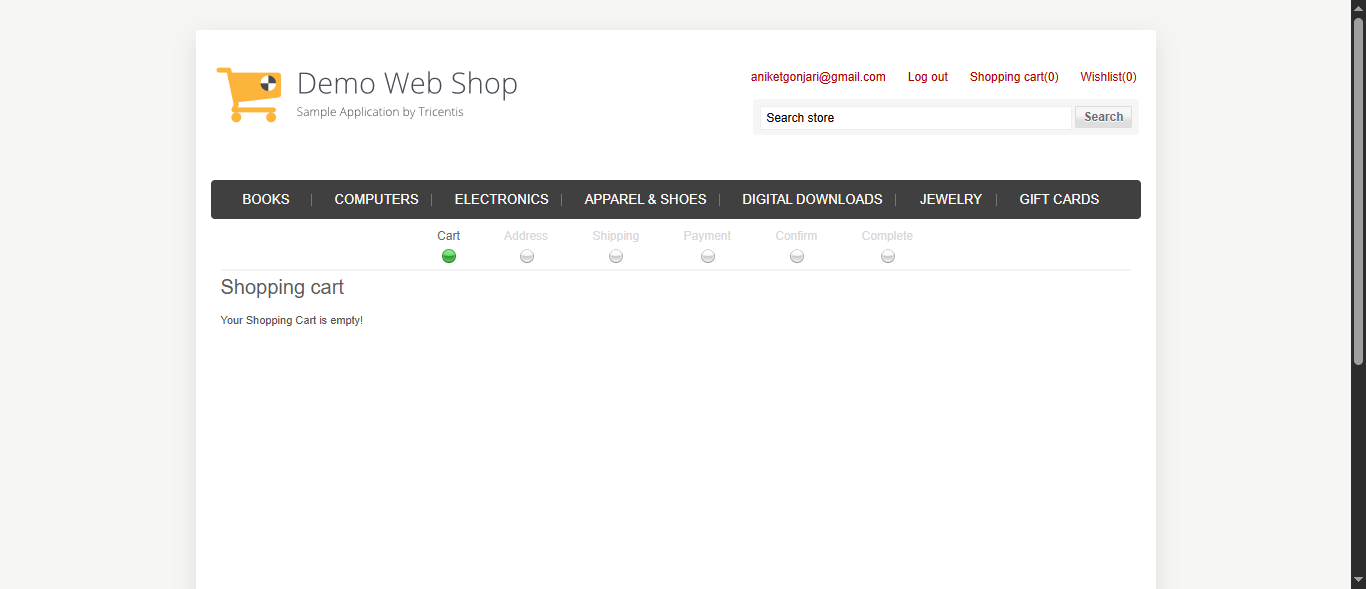 Demo Web Shop
Sample Application by Tricentis
aniketgonjari@gmail.com Log out Shopping cart(0) Wishlist(0)
Search store Search
BOOKS COMPUTERS ELECTRONICS APPAREL & SHOES DIGITAL DOWNLOADS JEWELRY GIFT CARDS
Cart Address Shipping Payment Confirm Complete
Shopping cart
Your Shopping Cart is empty!